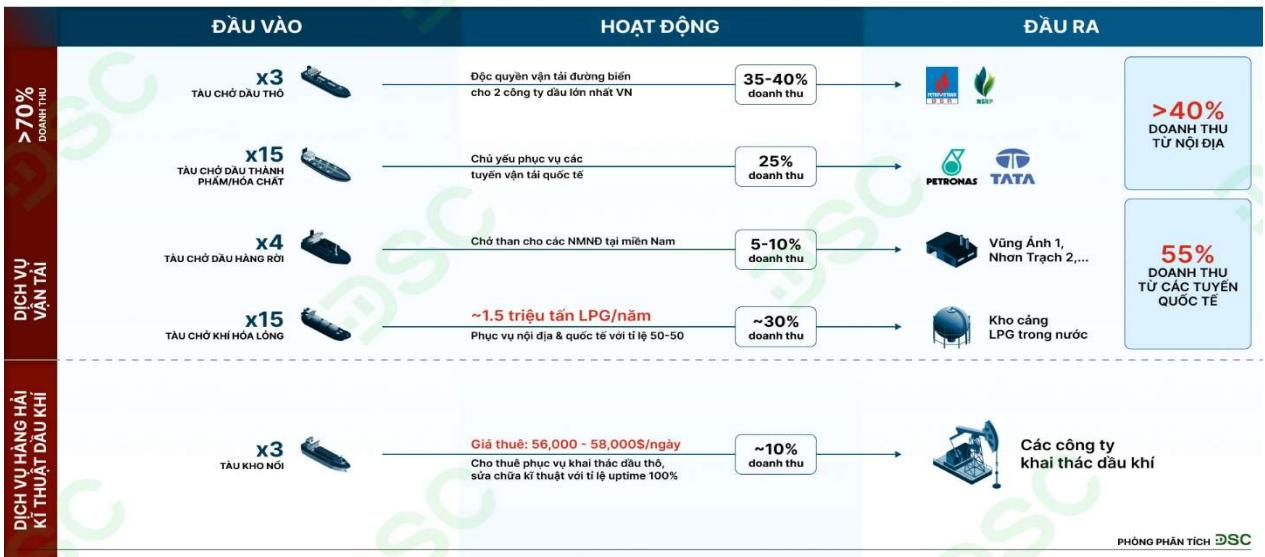 ĐẦU VÀO
HOẠT ĐỘNG
ĐẦU RA
>70%
DOANH THU
DỊCH VỤ
VẬN TẢI
x3
TÀU CHỞ DẦU THÔ
Độc quyền vận tải đường biển
cho 2 công ty dầu lớn nhất VN
35-40%
doanh thu
PETROVIETNAM
BSR
NSRP
x15
TÀU CHỞ DẦU THÀNH
PHẨM/HÓA CHẤT
Chủ yếu phục vụ các
tuyến vận tải quốc tế
25%
doanh thu
PETRONAS
TATA
>40%
DOANH THU
TỪ NỘI ĐỊA
x4
TÀU CHỞ DẦU HÀNG RỜI
Chở than cho các NMNĐ tại miền Nam
5-10%
doanh thu
Vũng Ánh 1,
Nhơn Trạch 2,...
x15
TÀU CHỞ KHÍ HÓA LỎNG
~1.5 triệu tấn LPG/năm
Phục vụ nội địa & quốc tế với tỉ lệ 50-50
~30%
doanh thu
Kho cảng
LPG trong nước
55%
DOANH THU
TỪ CÁC TUYẾN
QUỐC TẾ
DỊCH VỤ HÀNG HẢI
KĨ THUẬT DẦU KHÍ
x3
TÀU KHO NỔI
Giá thuê: 56,000 - 58,000$/ngày
Cho thuê phục vụ khai thác dầu thô,
sửa chữa kĩ thuật với tỉ lệ uptime 100%
~10%
doanh thu
Các công ty
khai thác dầu khí
PHÒNG PHÂN TÍCH DSC